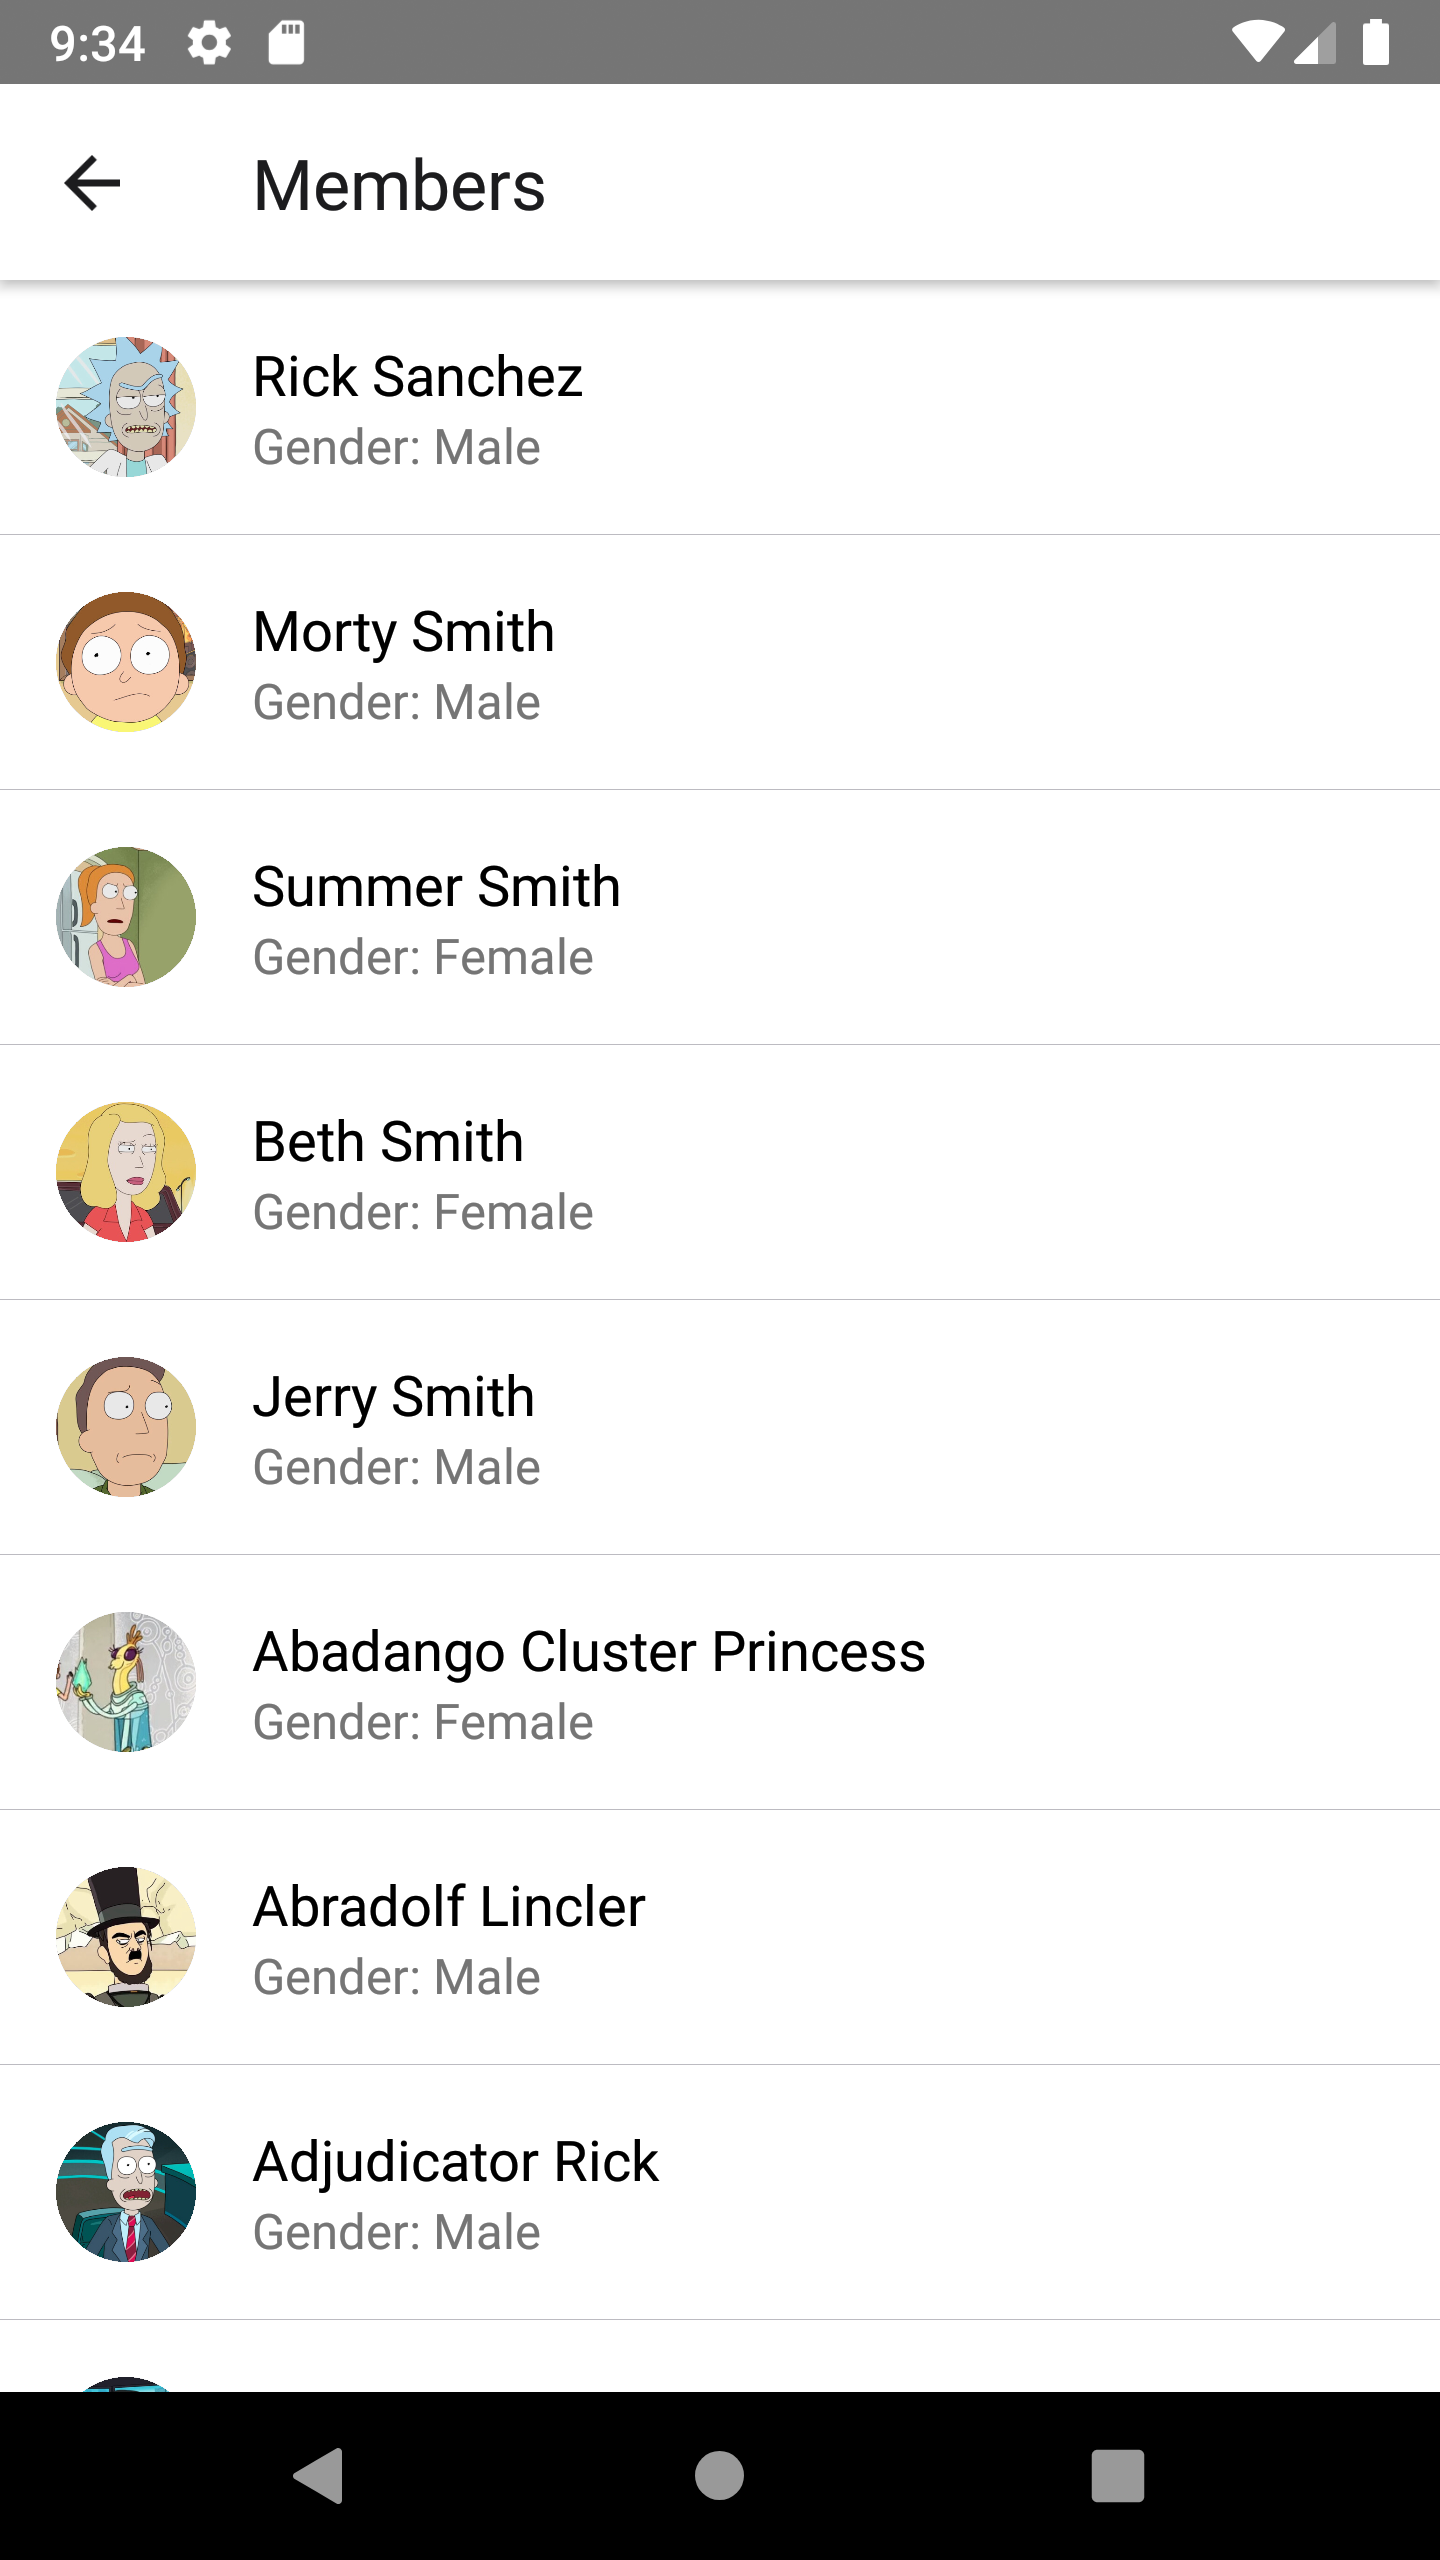 9:34
Members
Rick Sanchez
Gender: Male
Morty Smith
Gender: Male
Summer Smith
Gender: Female
Beth Smith
Gender: Female
Jerry Smith
Gender: Male
Abadango Cluster Princess
Gender: Female
Abradolf Lincler
Gender: Male
Adjudicator Rick
Gender: Male